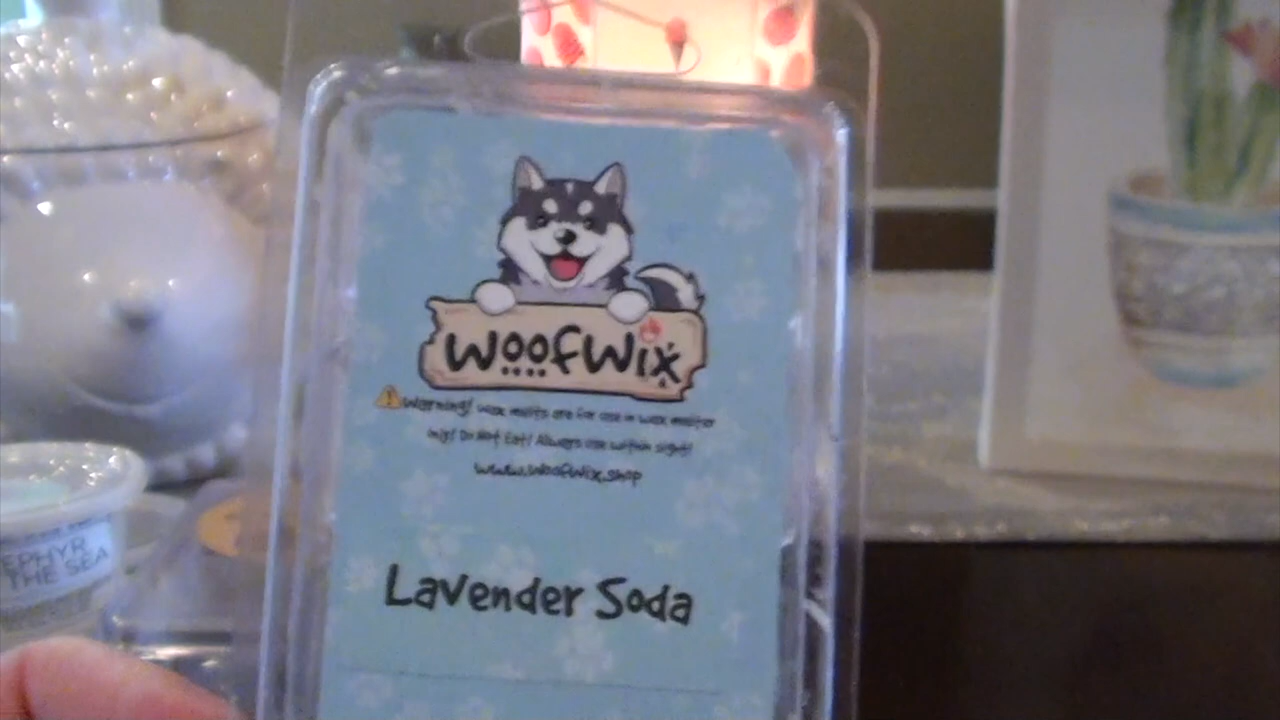 WoofWix
Warning! Wax melts are for use in wax melter
only! Do Not Eat! Always use within sight!
www.woofwix.shop
Lavender Soda
EPHYR
THE SEA